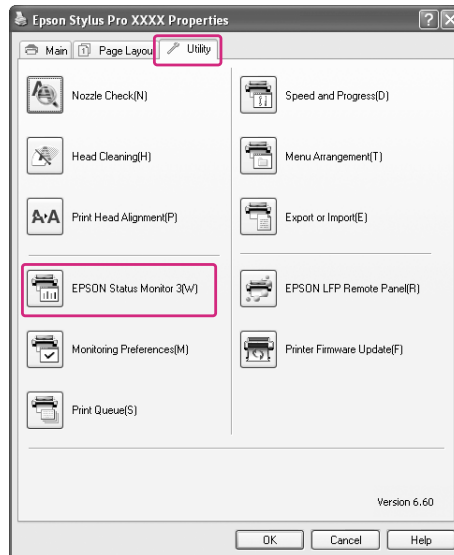 Epson Stylus Pro XXXX Properties
Main
Page Layou
Utility
Nozzle Check(N)
Speed and Progress(D)
Head Cleaning(H)
Menu Arrangement(T)
A A Print Head Alignment(P)
Export or Import(E)
EPSON Status Monitor 3(W)
EPSON LFP Remote Panel(R)
Monitoring Preferences(M)
Printer Firmware Update(F)
Print Queue(S)
Version 6.60
OK
Cancel
Help